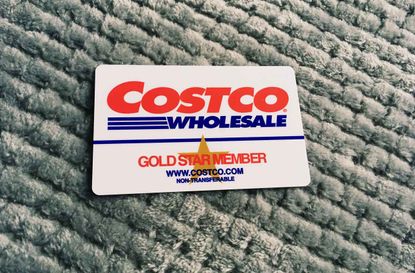 COSTCO
WHOLESALE
GOLD STAR MEMBER
WWW.COSTCO.COM
NON-TRANSFERABLE